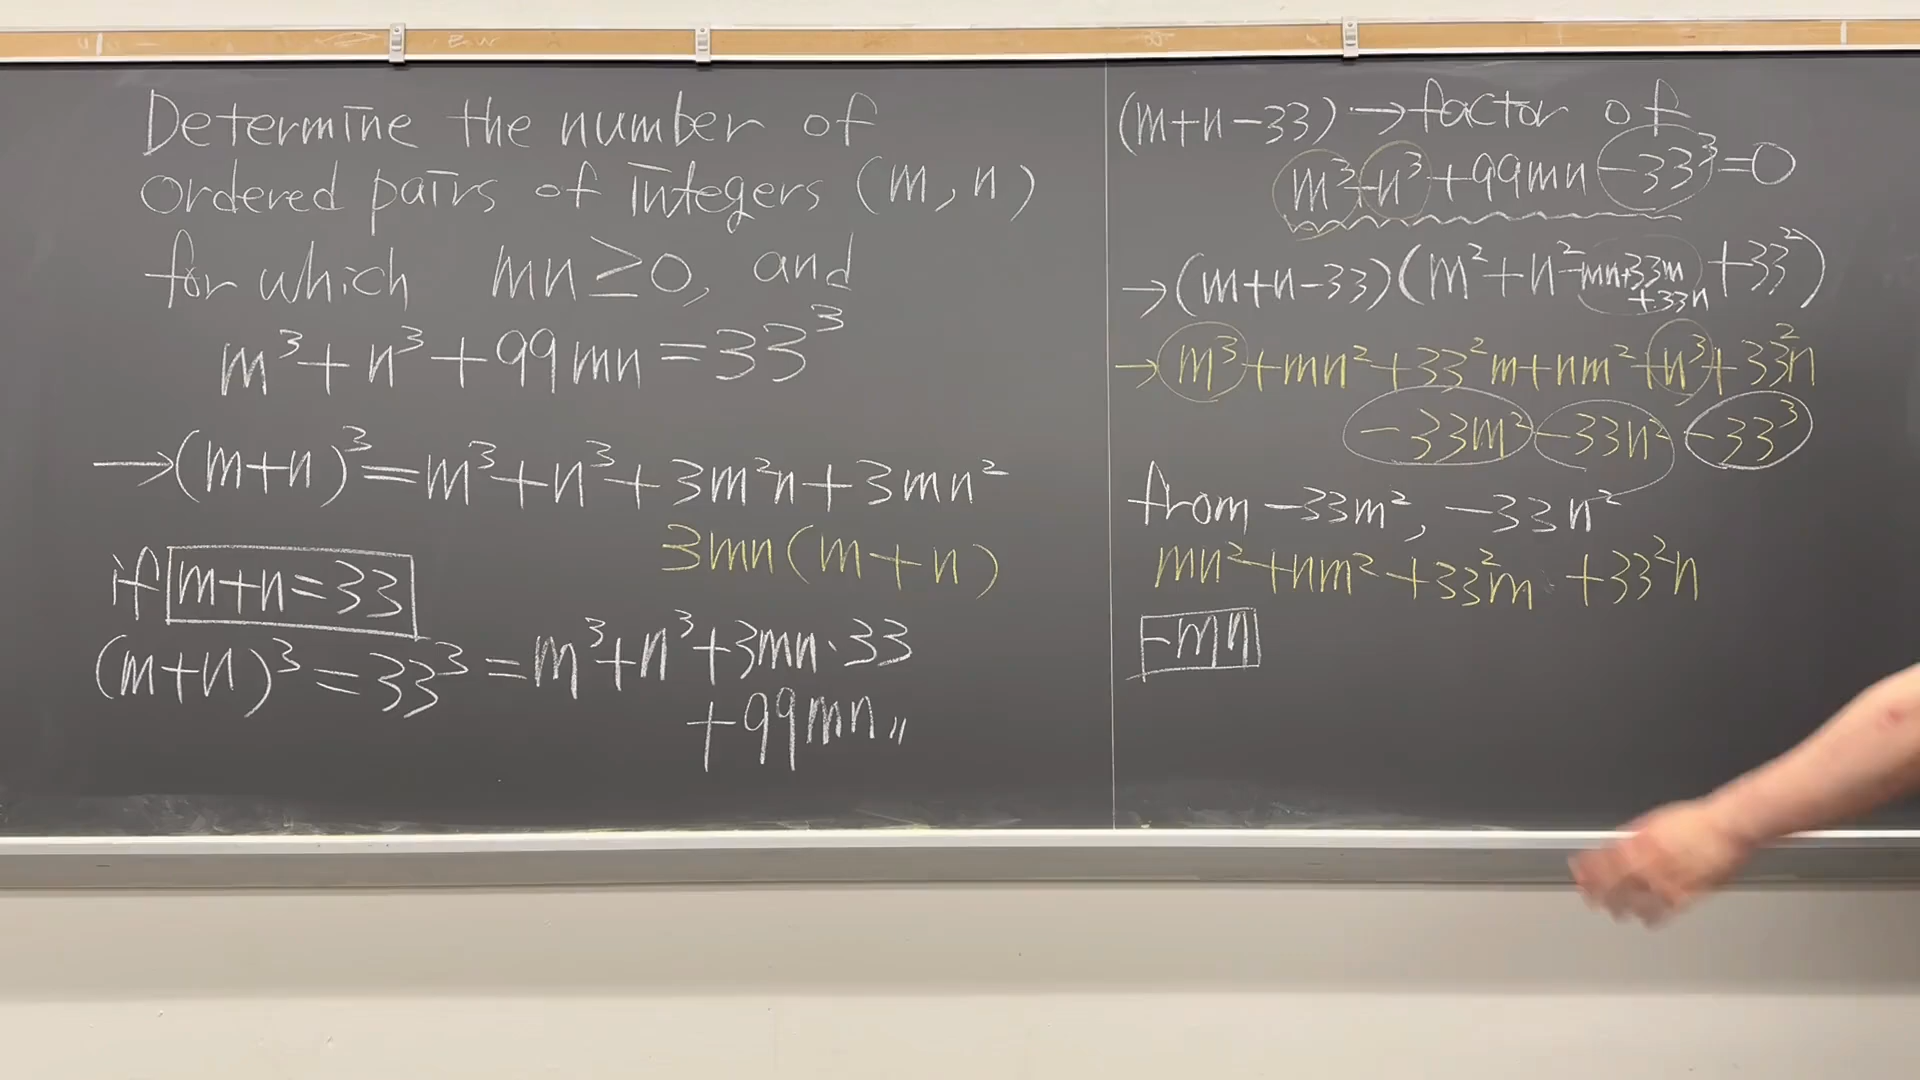 Determine the number of
ordered pairs of integers (m, n)
for which mn≥0, and
m³+n³+99mn=33³
→(m+n)³=m³+n³+3m²n+3mn²
3mn(m+n)
if m+n=33
(m+n)³=33³=m³+n³+3mn·33
+99mn〃
(m+n-33)→factor of
m³+n³+99mn-33³=0
→(m+n-33)(m²+n²-mn+33m+33n+33²)
→m³+mn²+33²m+nm²+n³+33²n
-33m²-33n²-33³
from -33m², -33n²
mn²+nm²+33²m+33²n
-mn